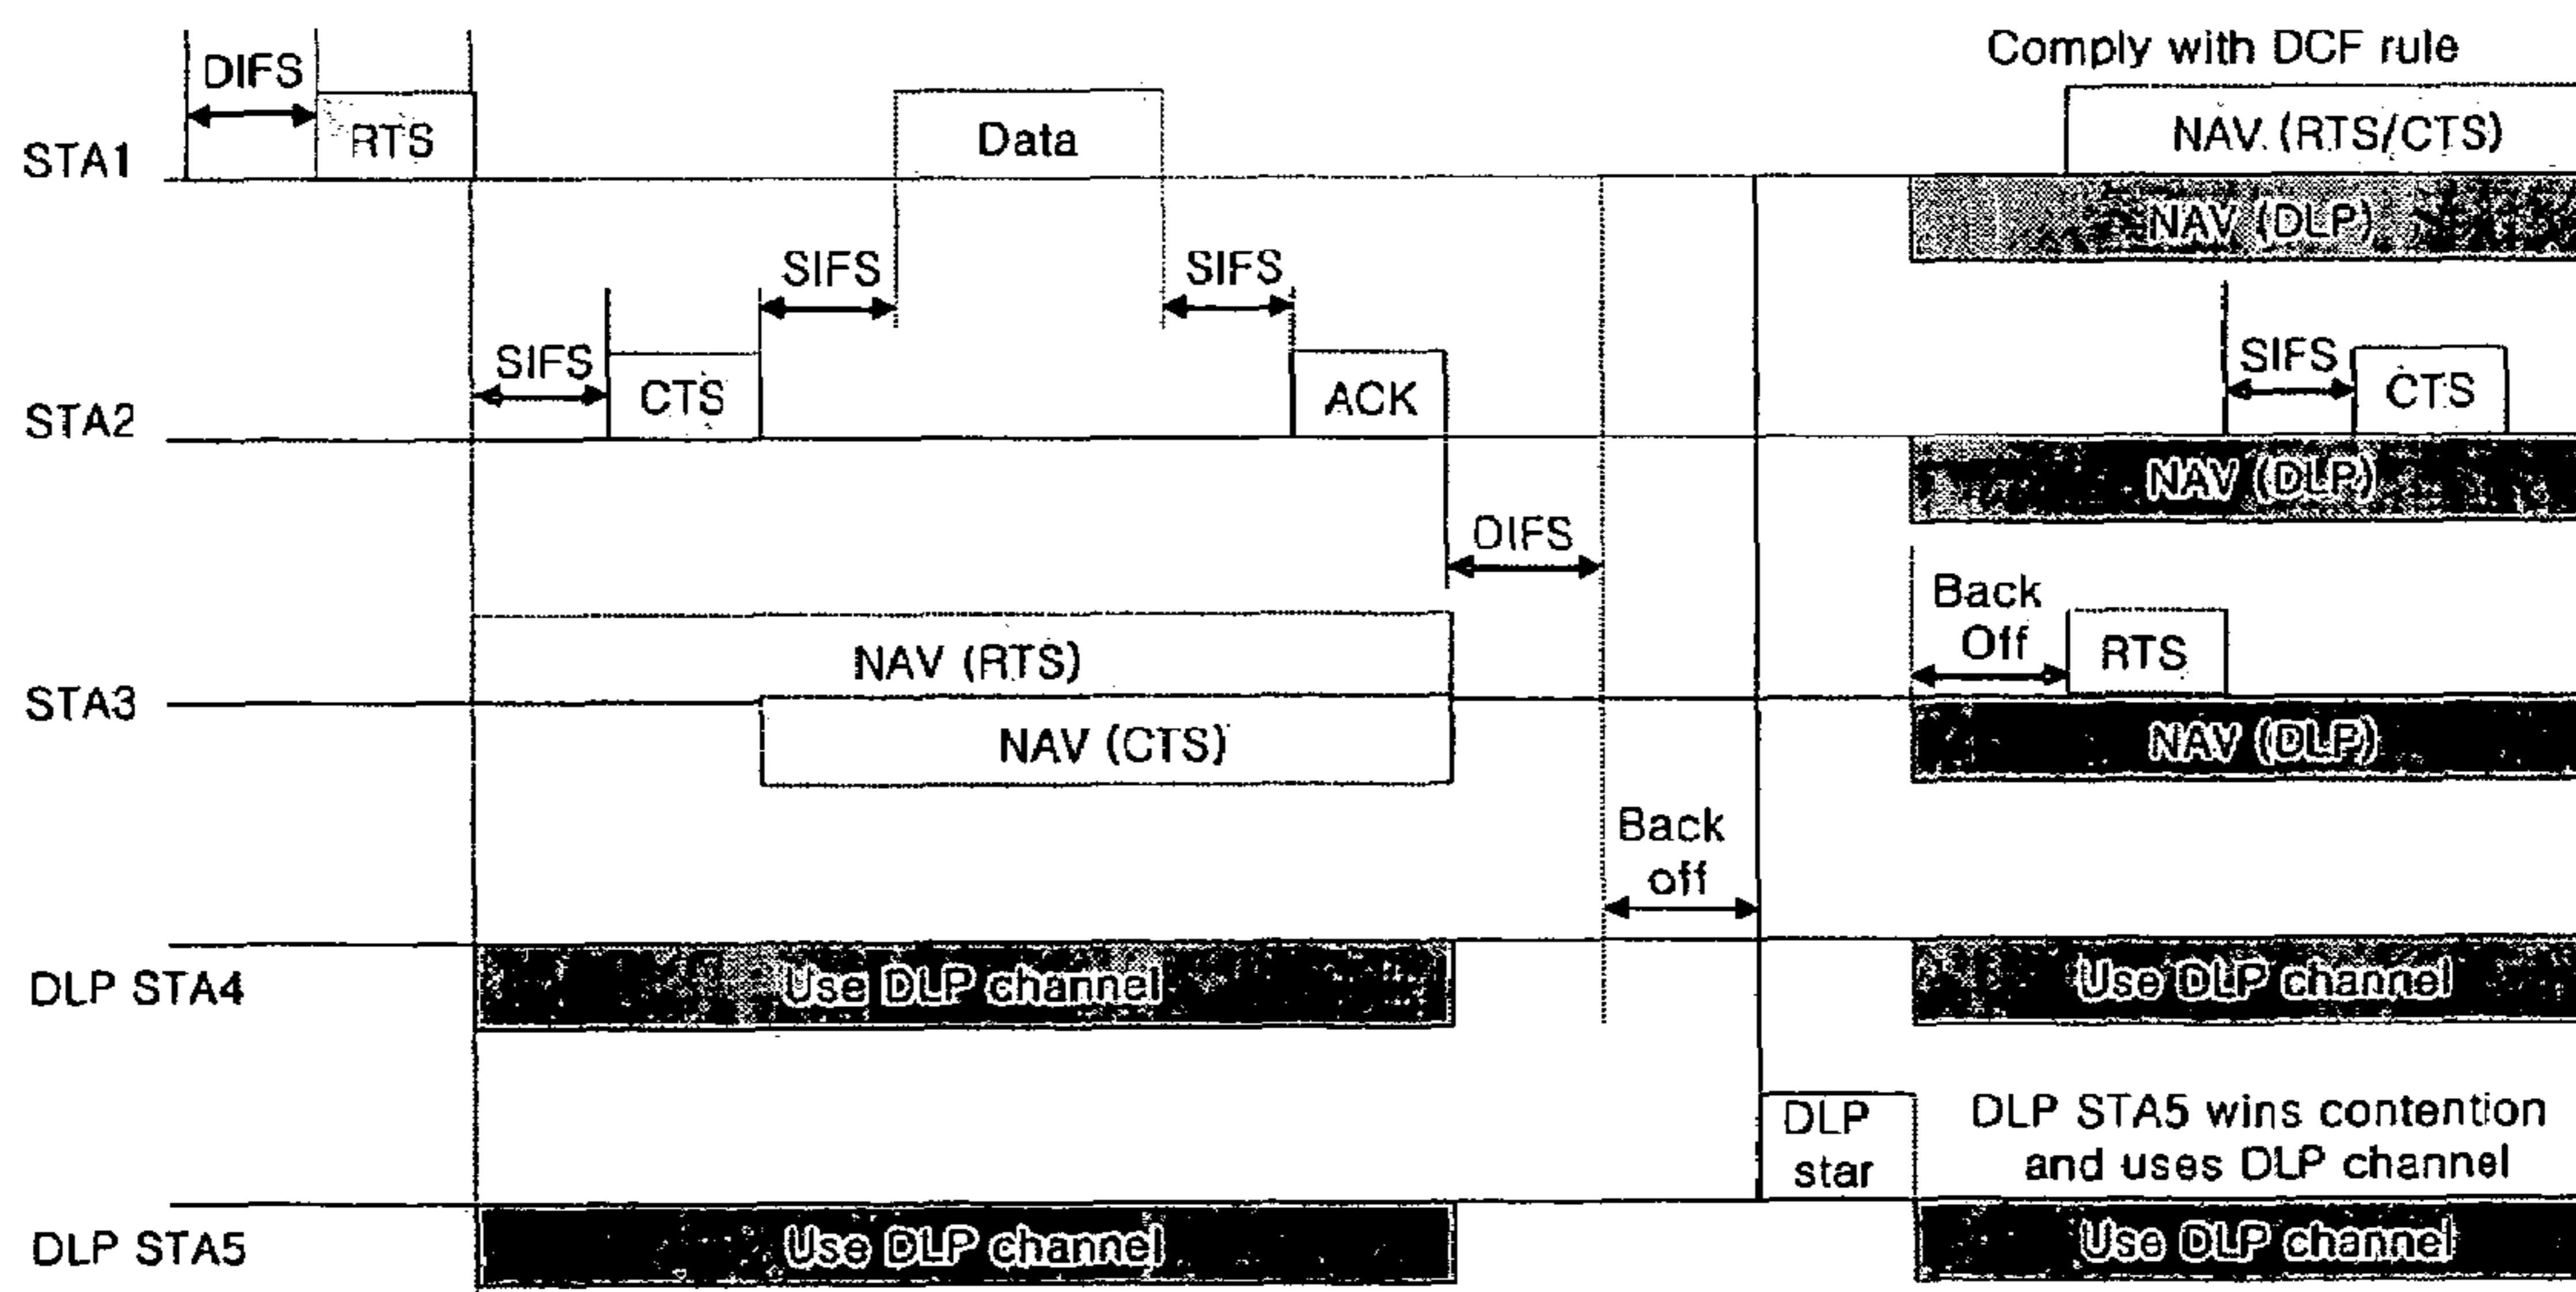 Comply with DCF rule
DIFS
RTS
Data
NAV (RTS/CTS)
STA1
NAV (DLP)
SIFS
SIFS
SIFS
CTS
ACK
SIFS
CTS
STA2
NAV (DLP)
DIFS
Back
Off
NAV (RTS)
RTS
STA3
NAV (CTS)
NAV (DLP)
Back
off
DLP STA4
Use DLP channel
Use DLP channel
DLP
star
DLP STA5 wins contention
and uses DLP channel
DLP STA5
Use DLP channel
Use DLP channel